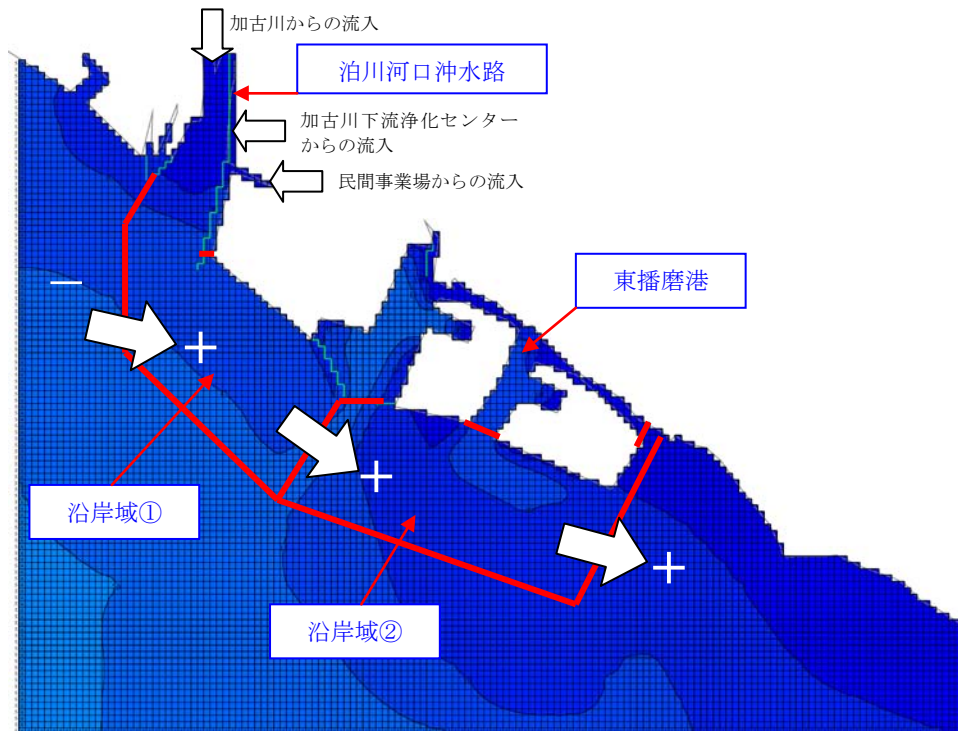 加古川からの流入
泊川河口沖水路
加古川下流浄化センター
からの流入
民間事業場からの流入
東播磨港
－
＋
＋
沿岸域①
＋
沿岸域②